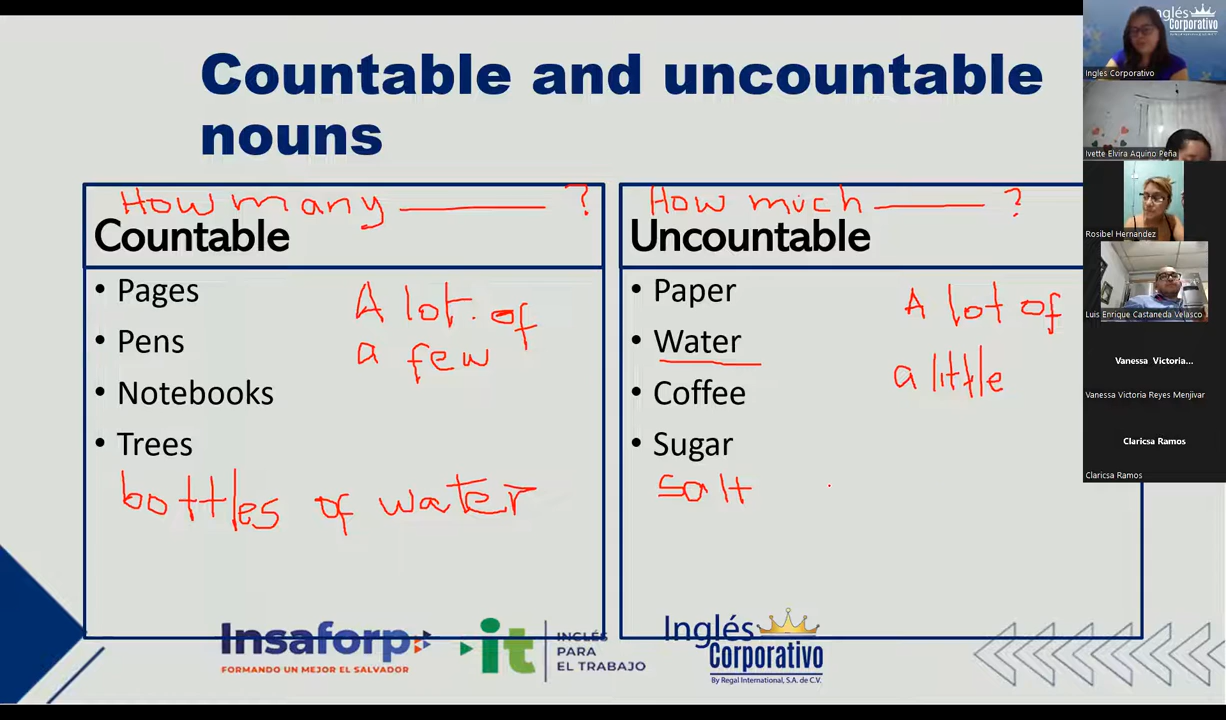 Countable and uncountable
nouns
How many ______ ?
Countable
• Pages
• Pens
• Notebooks
• Trees
A lot of
a few
bottles of water
How much ______ ?
Uncountable
• Paper
• Water
• Coffee
• Sugar
salt
A lot of
a little
Insaforp
FORMANDO UN MEJOR EL SALVADOR
it
INGLÉS
PARA
EL TRABAJO
Inglés
Corporativo
By Regal International, S.A. de C.V.
Inglés
Corporativo
Ingles Corporativo
Ivette Elvira Aquino Peña
Rosibel Hernandez
Luis Enrique Castaneda Velasco
Vanessa Victoria...
Vanessa Victoria Reyes Menjivar
Claricsa Ramos
Claricsa Ramos